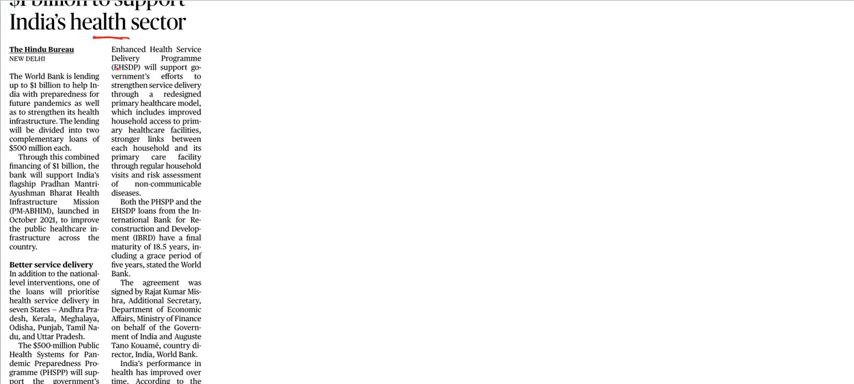 $1 billion to support
India's health sector
The Hindu Bureau
NEW DELHI
The World Bank is lending
up to $1 billion to help In-
dia with preparedness for
future pandemics as well
as to strengthen its health
infrastructure. The lending
will be divided into two
complementary loans of
$500 million each.
Through this combined
financing of $1 billion, the
bank will support India's
flagship Pradhan Mantri-
Ayushman Bharat Health
Infrastructure Mission
(PM-ABHIM), launched in
October 2021, to improve
the public healthcare in-
frastructure across the
country.
Better service delivery
In addition to the national-
level interventions, one of
the loans will prioritise
health service delivery in
seven States – Andhra Pra-
desh, Kerala, Meghalaya,
Odisha, Punjab, Tamil Na-
du, and Uttar Pradesh.
The $500-million Public
Health Systems for Pan-
demic Preparedness Pro-
gramme (PHSPP) will sup-
port the government's
Enhanced Health Service
Delivery Programme
(EHSDP) will support go-
vernment's efforts to
strengthen service delivery
through a redesigned
primary healthcare model,
which includes improved
household access to prim-
ary healthcare facilities,
stronger links between
each household and its
primary care facility
through regular household
visits and risk assessment
of non-communicable
diseases.
Both the PHSPP and the
EHSDP loans from the In-
ternational Bank for Re-
construction and Develop-
ment (IBRD) have a final
maturity of 18.5 years, in-
cluding a grace period of
five years, stated the World
Bank.
The agreement was
signed by Rajat Kumar Mis-
hra, Additional Secretary,
Department of Economic
Affairs, Ministry of Finance
on behalf of the Govern-
ment of India and Auguste
Tano Kouamé, country di-
rector, India, World Bank.
India's performance in
health has improved over
time. According to the